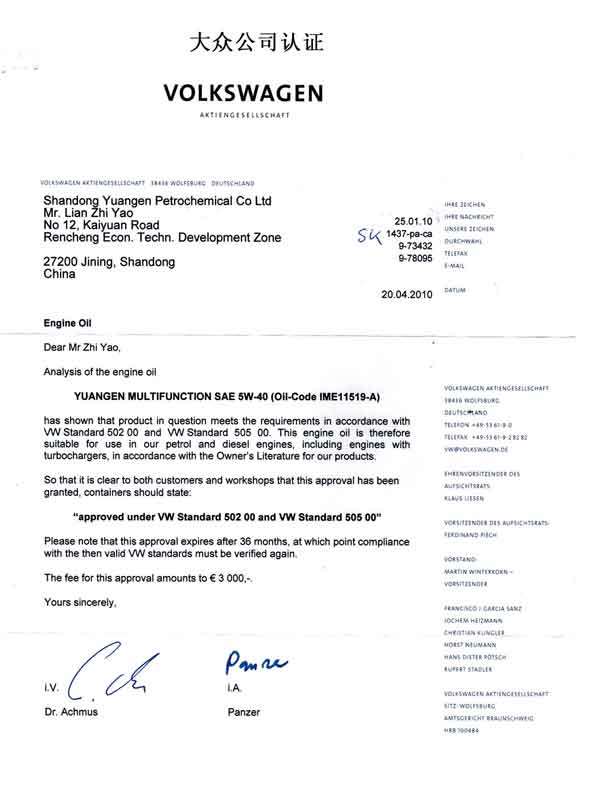 大众公司认证
VOLKSWAGEN
AKTIENGESELLSCHAFT
VOLKSWAGEN AKTIENGESELLSCHAFT 38436 WOLFSBURG DEUTSCHLAND
Shandong Yuangen Petrochemical Co Ltd
Mr. Lian Zhi Yao
No 12, Kaiyuan Road
Rencheng Econ. Techn. Development Zone
27200 Jining, Shandong
China
IHRE ZEICHEN
25.01.10 IHRE NACHRICHT
SK 1437-pa-ca UNSERE ZEICHEN
9-73432 DURCHWAHL
9-78095 TELEFAX
E-MAIL
20.04.2010 DATUM
Engine Oil
Dear Mr Zhi Yao,
Analysis of the engine oil
YUANGEN MULTIFUNCTION SAE 5W-40 (Oil-Code IME11519-A)
has shown that product in question meets the requirements in accordance with
VW Standard 502 00 and VW Standard 505 00. This engine oil is therefore
suitable for use in our petrol and diesel engines, including engines with
turbochargers, in accordance with the Owner's Literature for our products.
So that it is clear to both customers and workshops that this approval has been
granted, containers should state:
"approved under VW Standard 502 00 and VW Standard 505 00"
Please note that this approval expires after 36 months, at which point compliance
with the then valid VW standards must be verified again.
The fee for this approval amounts to € 3 000,-.
Yours sincerely,
Panzer
i.V.
i.A.
Dr. Achmus
Panzer
VOLKSWAGEN AKTIENGESELLSCHAFT
38436 WOLFSBURG
DEUTSCHLAND
TELEFON +49-53 61-9-0
TELEFAX +49-53 61-9-2 82 82
VW@VOLKSWAGEN.DE
EHRENVORSITZENDER DES
AUFSICHTSRATS:
KLAUS LIESEN
VORSITZENDER DES AUFSICHTSRATS:
FERDINAND PIËCH
VORSTAND:
MARTIN WINTERKORN –
VORSITZENDER
FRANCISCO J. GARCIA SANZ
JOCHEM HEIZMANN
CHRISTIAN KLINGLER
HORST NEUMANN
HANS DIETER PÖTSCH
RUPERT STADLER
VOLKSWAGEN AKTIENGESELLSCHAFT
SITZ: WOLFSBURG
AMTSGERICHT BRAUNSCHWEIG
HRB 100484